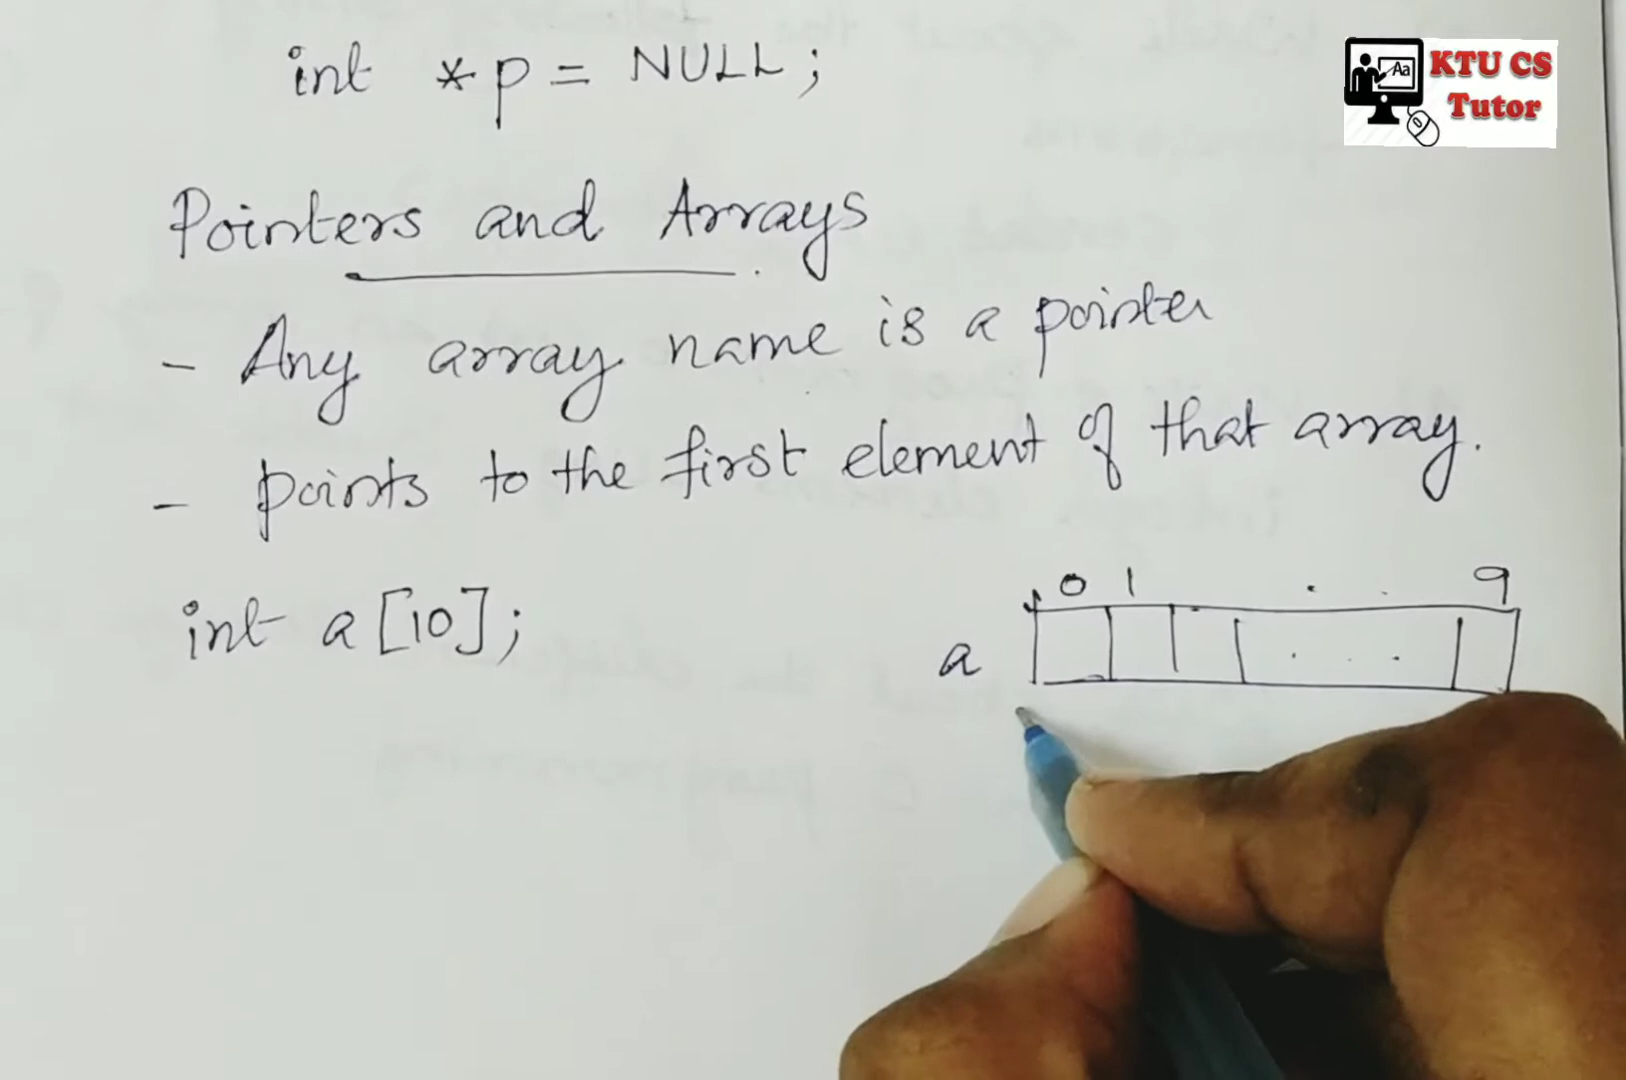 int *p = NULL;
KTU CS
Tutor
Aa
Pointers and Arrays
- Any array name is a pointer
- points to the first element of that array.
int a[10];
0 1 . . 9
a . . .